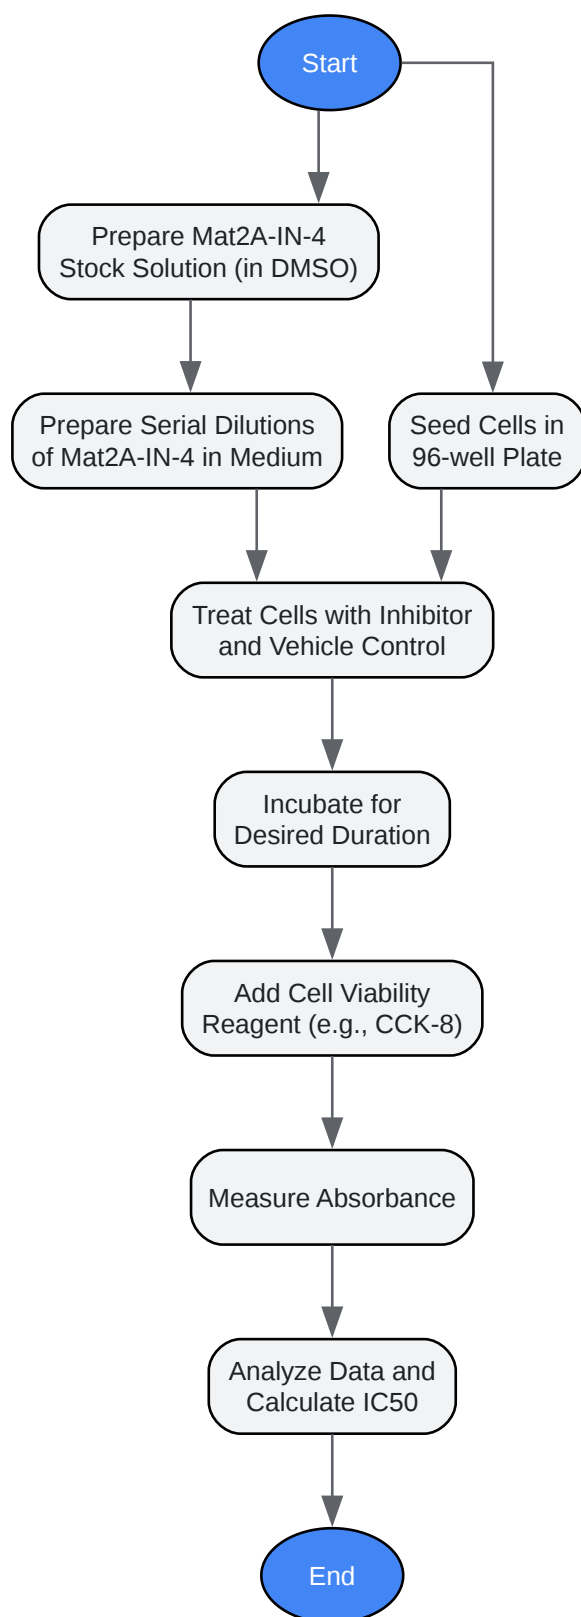 Start
Prepare Mat2A-IN-4
Stock Solution (in DMSO)
Prepare Serial Dilutions
of Mat2A-IN-4 in Medium
Seed Cells in
96-well Plate
Treat Cells with Inhibitor
and Vehicle Control
Incubate for
Desired Duration
Add Cell Viability
Reagent (e.g., CCK-8)
Measure Absorbance
Analyze Data and
Calculate IC50
End